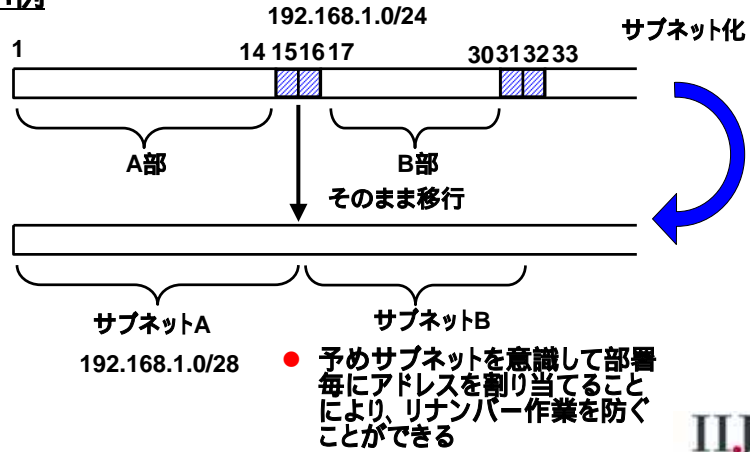 192.168.1.0/24
サブネット化
1 14 15 16 17 30 31 32 33
A部 B部
そのまま移行
サブネットA サブネットB
192.168.1.0/28
● 予めサブネットを意識して部署
毎にアドレスを割り当てること
により、リナンバー作業を防ぐ
ことができる